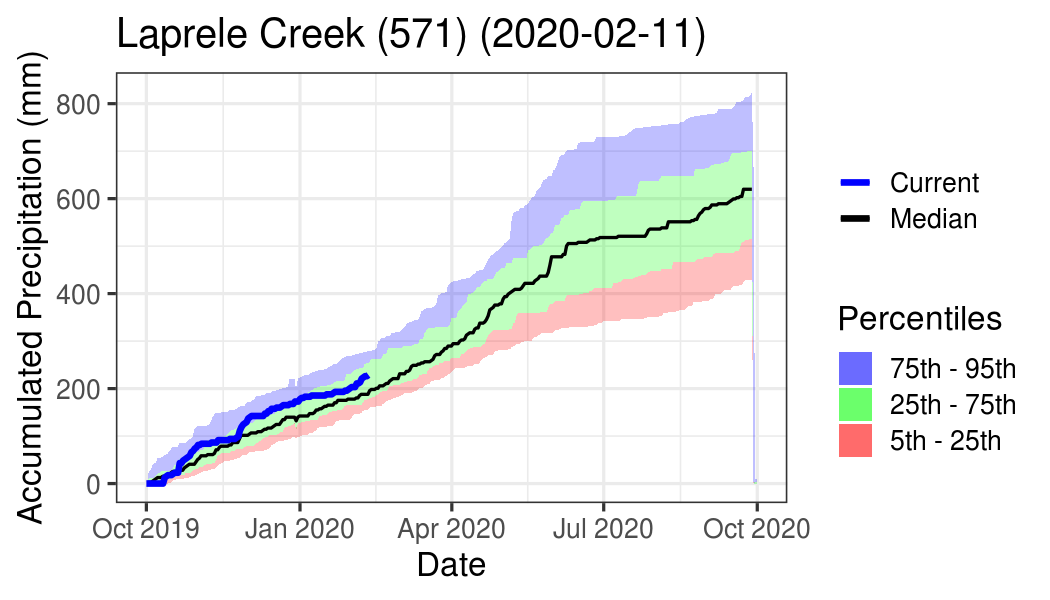 Laprele Creek (571) (2020-02-11)
Accumulated Precipitation (mm)
800
600
400
200
0
Oct 2019
Jan 2020
Apr 2020
Jul 2020
Oct 2020
Date
Current
Median
Percentiles
75th - 95th
25th - 75th
5th - 25th